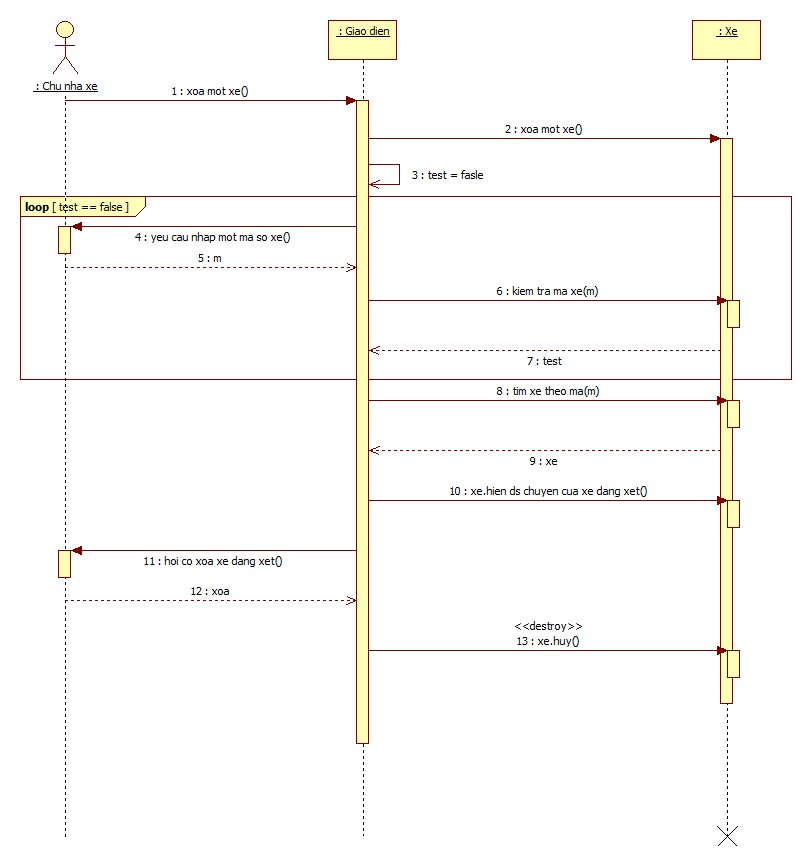 : Giao dien
: Xe
: Chu nha xe
1 : xoa mot xe()
2 : xoa mot xe()
3 : test = fasle
loop [ test == false ]
4 : yeu cau nhap mot ma so xe()
5 : m
6 : kiem tra ma xe(m)
7 : test
8 : tim xe theo ma(m)
9 : xe
10 : xe.hien ds chuyen cua xe dang xet()
11 : hoi co xoa xe dang xet()
12 : xoa
<<destroy>>
13 : xe.huy()